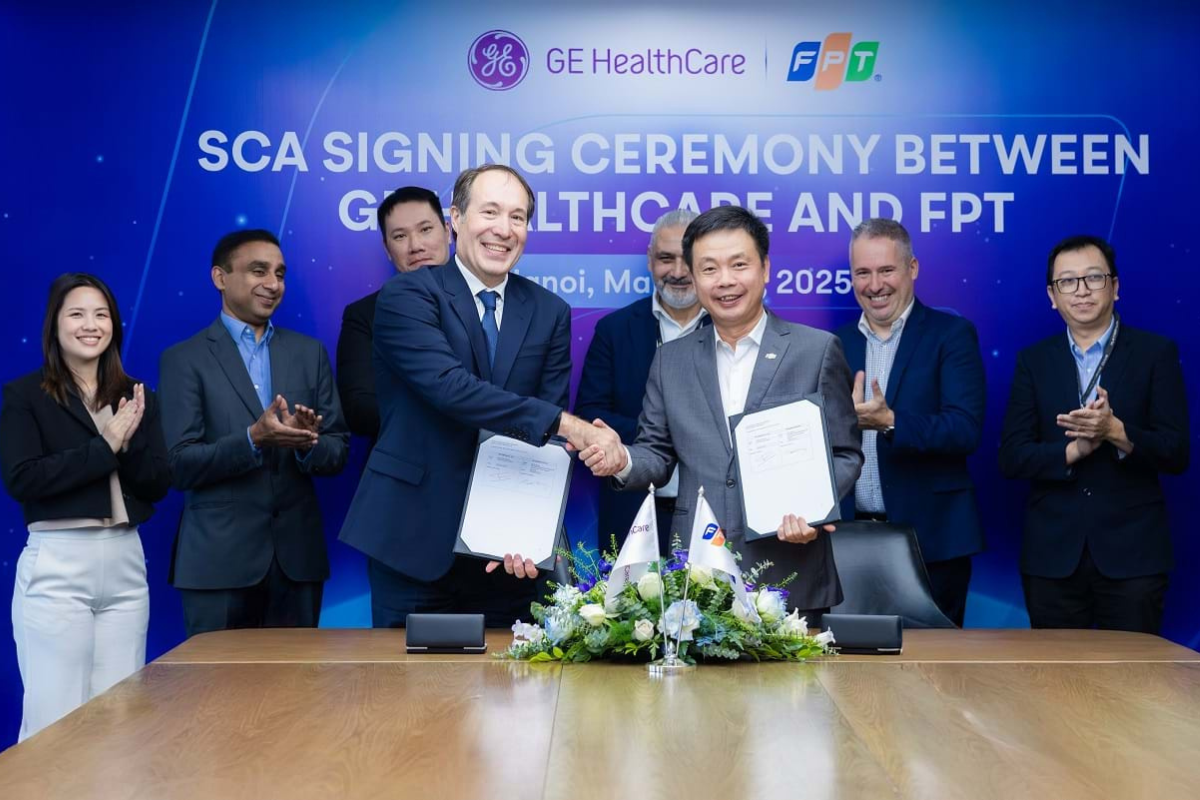 GE GE HealthCare FPT
SCA SIGNING CEREMONY BETWEEN
HEALTHCARE AND FPT
2025